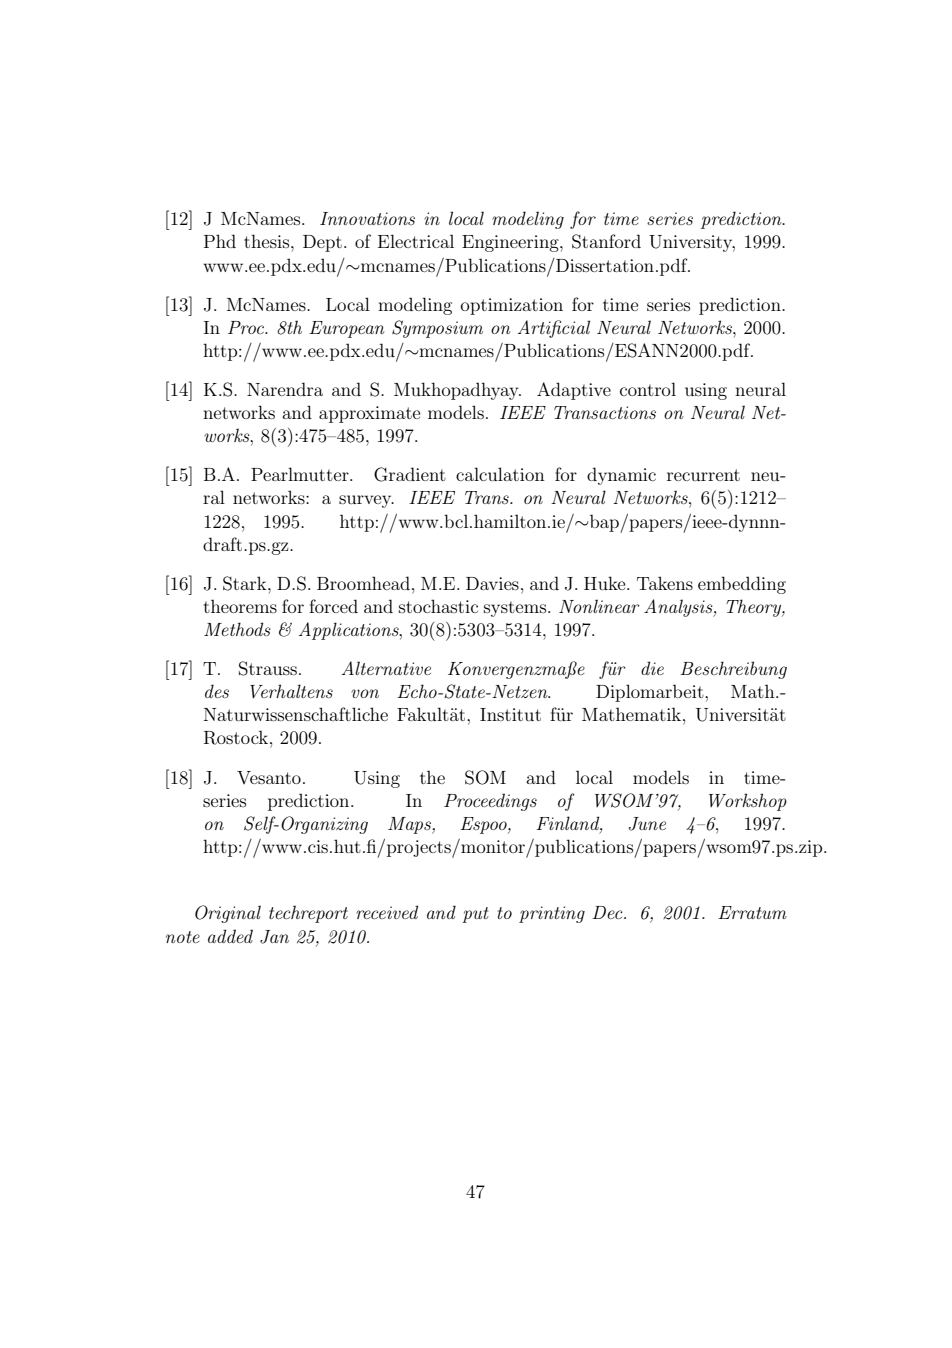 [12] J McNames. Innovations in local modeling for time series prediction.
Phd thesis, Dept. of Electrical Engineering, Stanford University, 1999.
www.ee.pdx.edu/∼mcnames/Publications/Dissertation.pdf.
[13] J. McNames. Local modeling optimization for time series prediction.
In Proc. 8th European Symposium on Artificial Neural Networks, 2000.
http://www.ee.pdx.edu/∼mcnames/Publications/ESANN2000.pdf.
[14] K.S. Narendra and S. Mukhopadhyay. Adaptive control using neural
networks and approximate models. IEEE Transactions on Neural Net-
works, 8(3):475–485, 1997.
[15] B.A. Pearlmutter. Gradient calculation for dynamic recurrent neu-
ral networks: a survey. IEEE Trans. on Neural Networks, 6(5):1212–
1228, 1995. http://www.bcl.hamilton.ie/∼bap/papers/ieee-dynnn-
draft.ps.gz.
[16] J. Stark, D.S. Broomhead, M.E. Davies, and J. Huke. Takens embedding
theorems for forced and stochastic systems. Nonlinear Analysis, Theory,
Methods & Applications, 30(8):5303–5314, 1997.
[17] T. Strauss. Alternative Konvergenzmaße für die Beschreibung
des Verhaltens von Echo-State-Netzen. Diplomarbeit, Math.-
Naturwissenschaftliche Fakultät, Institut für Mathematik, Universität
Rostock, 2009.
[18] J. Vesanto. Using the SOM and local models in time-
series prediction. In Proceedings of WSOM'97, Workshop
on Self-Organizing Maps, Espoo, Finland, June 4–6, 1997.
http://www.cis.hut.fi/projects/monitor/publications/papers/wsom97.ps.zip.
Original techreport received and put to printing Dec. 6, 2001. Erratum
note added Jan 25, 2010.
47